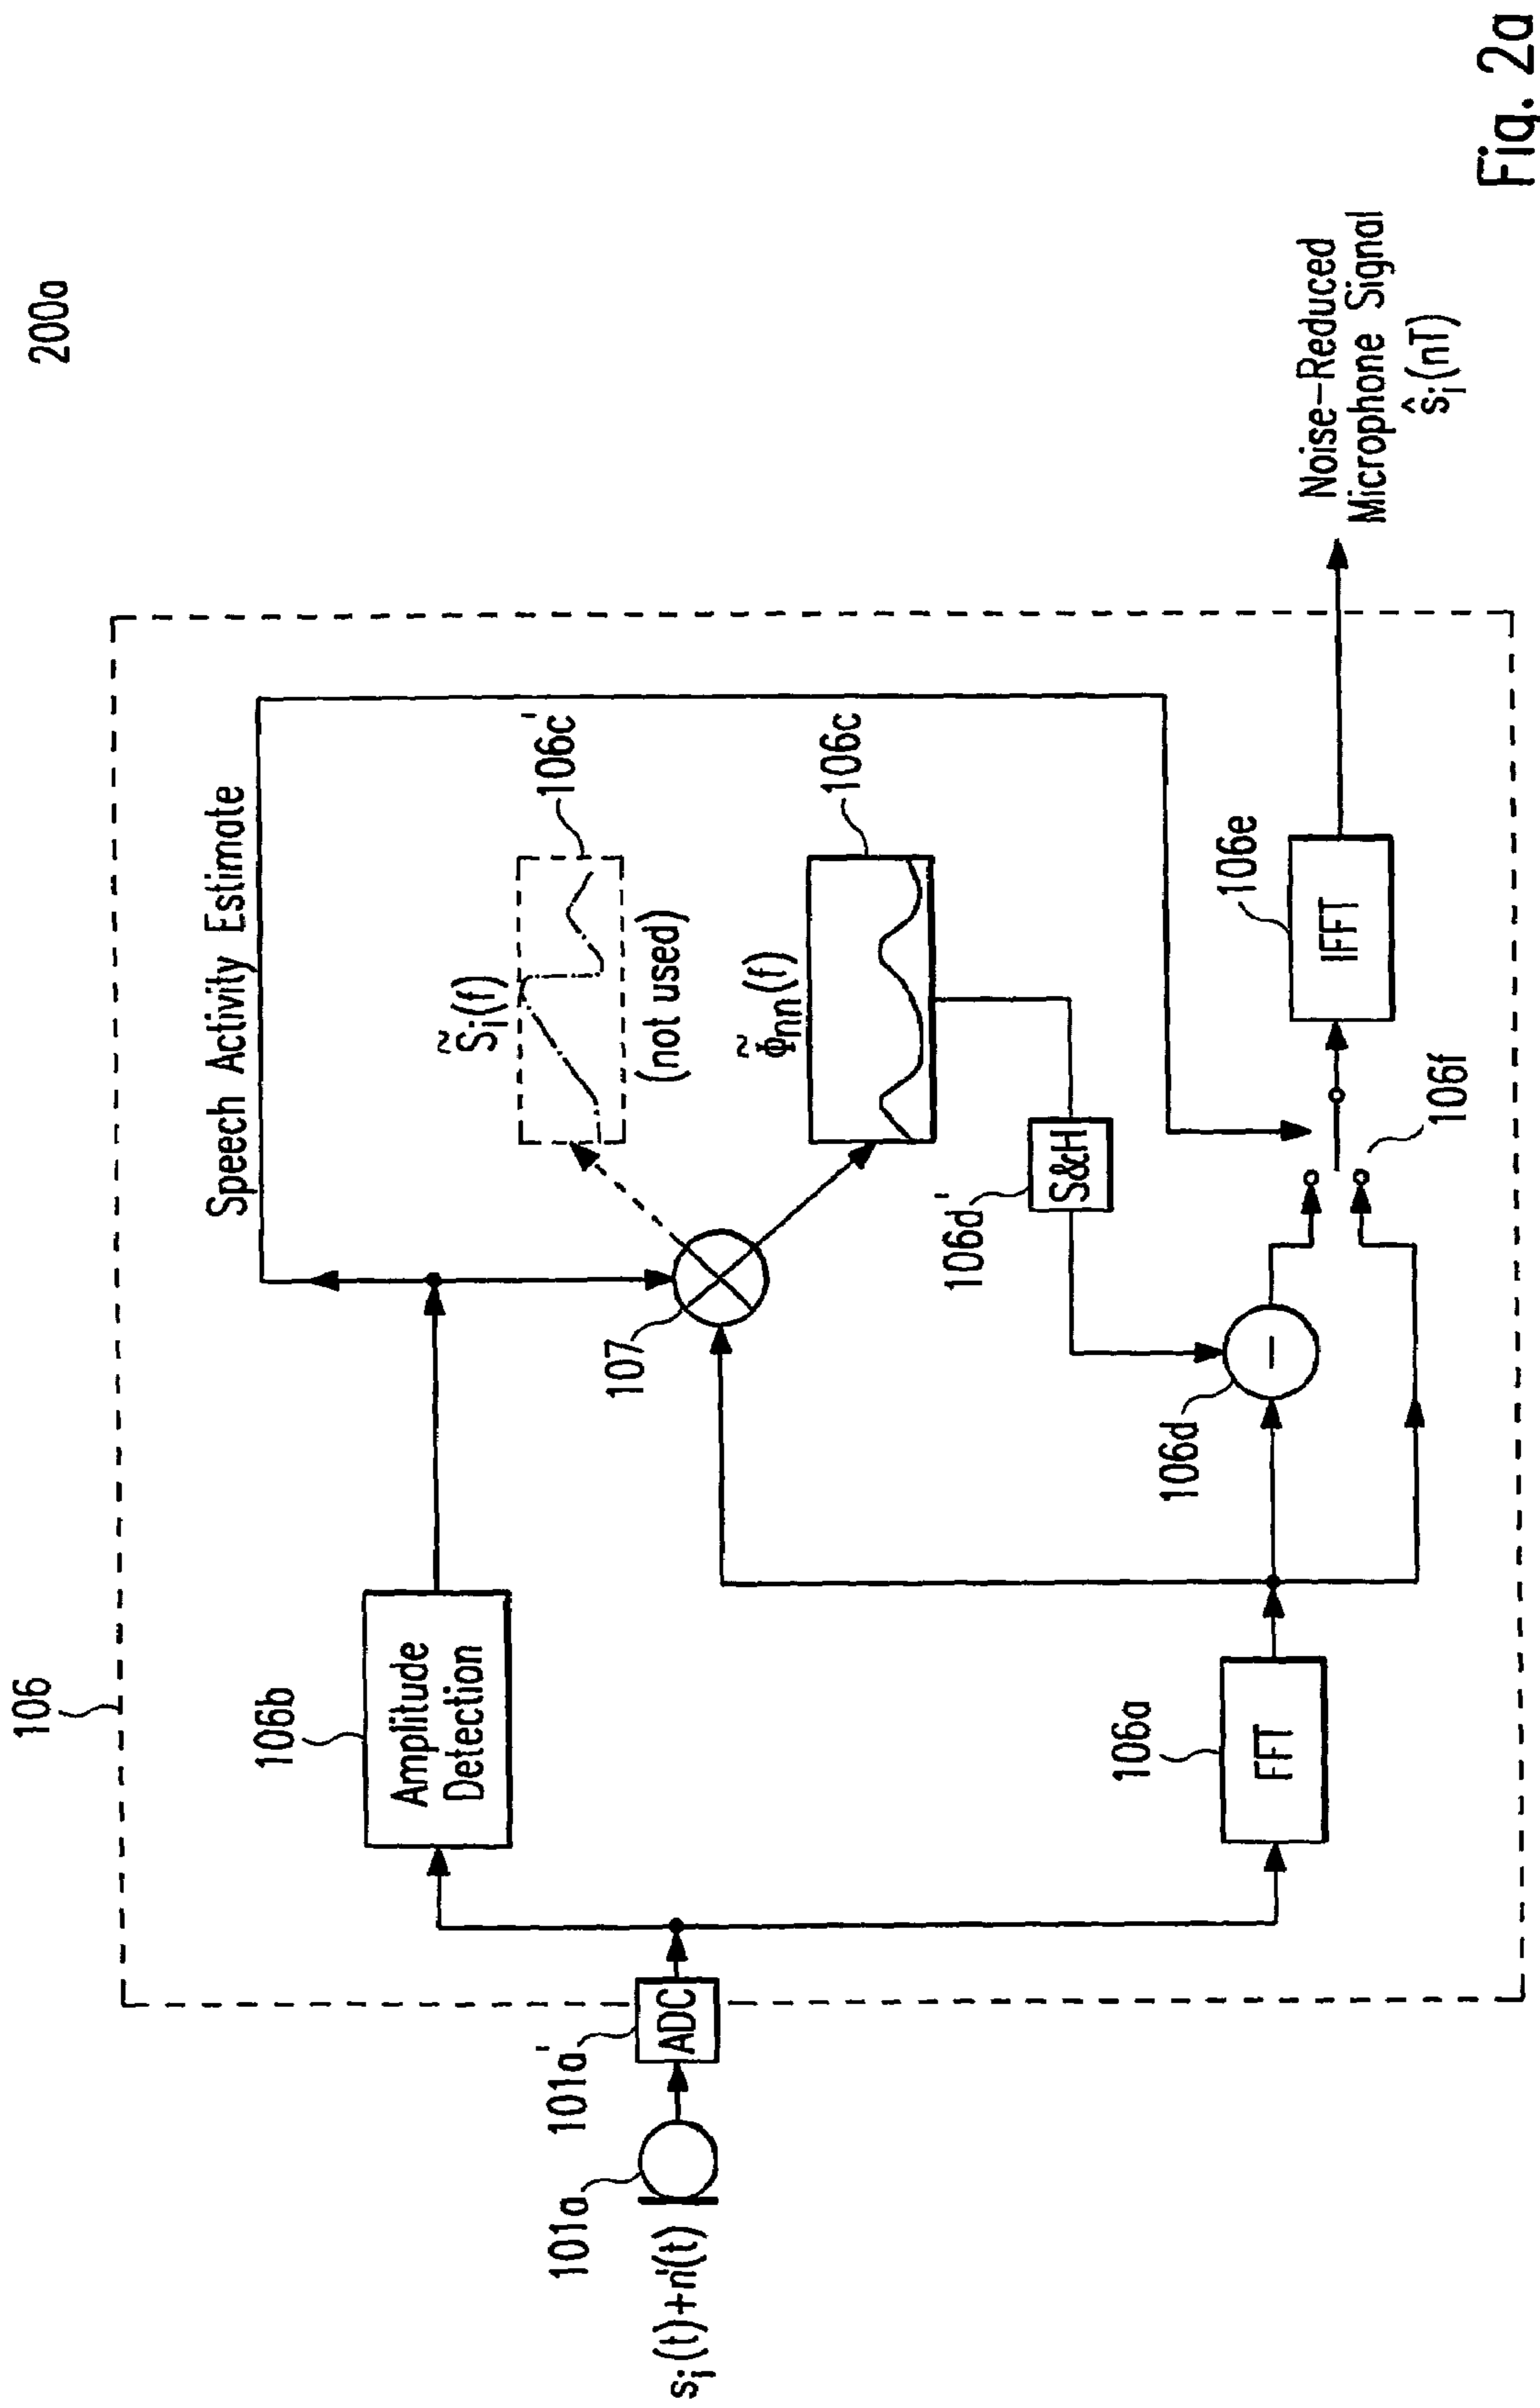 200a
106
Speech Activity Estimate
106b
Amplitude
Detection
S̃i(f)
106c'
(not used)
107
Φ̃nn(f)
106c
101a
101a'
ADC
si(t)+n'(t)
106d'
S&H
106d
106a
FFT
106e
IFFT
106f
Noise-Reduced
Microphone Signal
ŝi(nT)
Fig. 2a